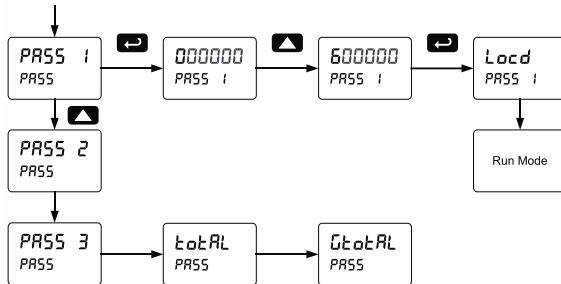 PASS 1
PASS
000000
PASS 1
600000
PASS 1
Locd
PASS 1
PASS 2
PASS
Run Mode
PASS 3
PASS
totAL
PASS
GtotAL
PASS